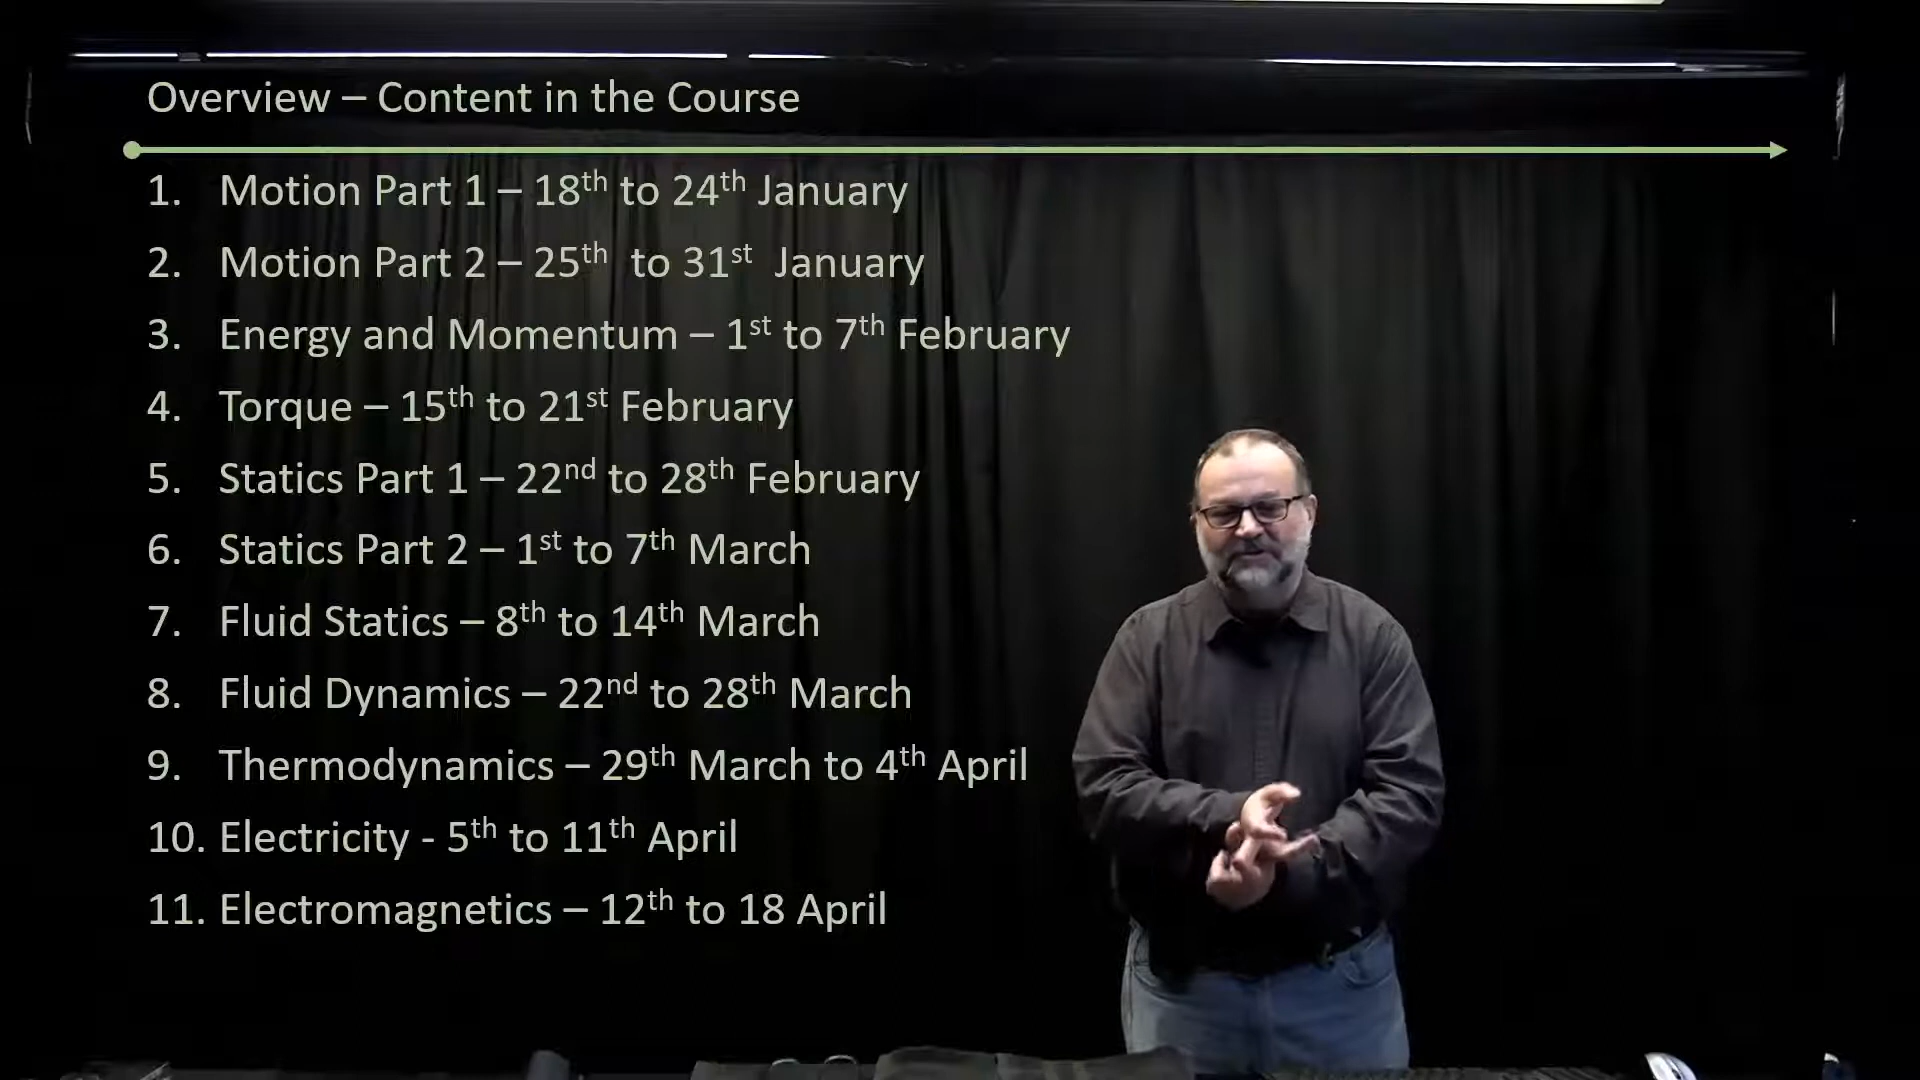 Overview – Content in the Course
1. Motion Part 1 – 18th to 24th January
2. Motion Part 2 – 25th to 31st January
3. Energy and Momentum – 1st to 7th February
4. Torque – 15th to 21st February
5. Statics Part 1 – 22nd to 28th February
6. Statics Part 2 – 1st to 7th March
7. Fluid Statics – 8th to 14th March
8. Fluid Dynamics – 22nd to 28th March
9. Thermodynamics – 29th March to 4th April
10. Electricity - 5th to 11th April
11. Electromagnetics – 12th to 18 April